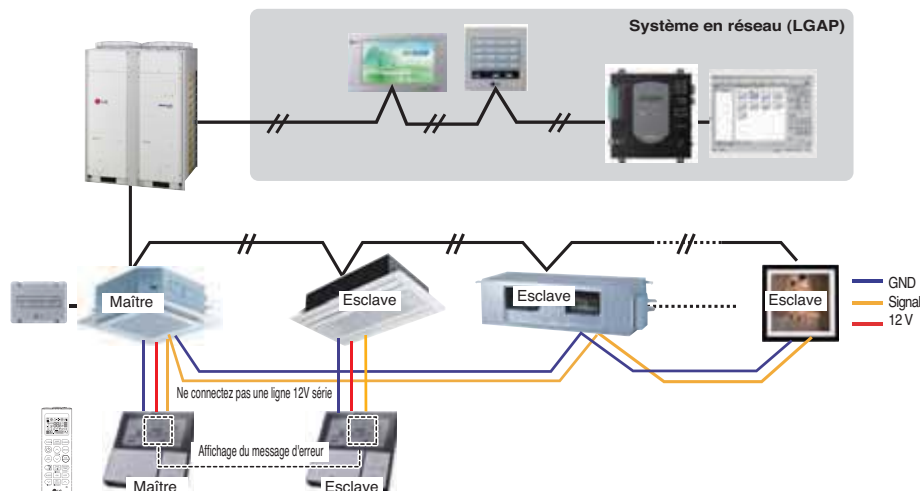 Système en réseau (LGAP)
Maître
Esclave
Esclave
Esclave
GND
Signal
12 V
Ne connectez pas une ligne 12V série
Affichage du message d'erreur
Maître
Esclave